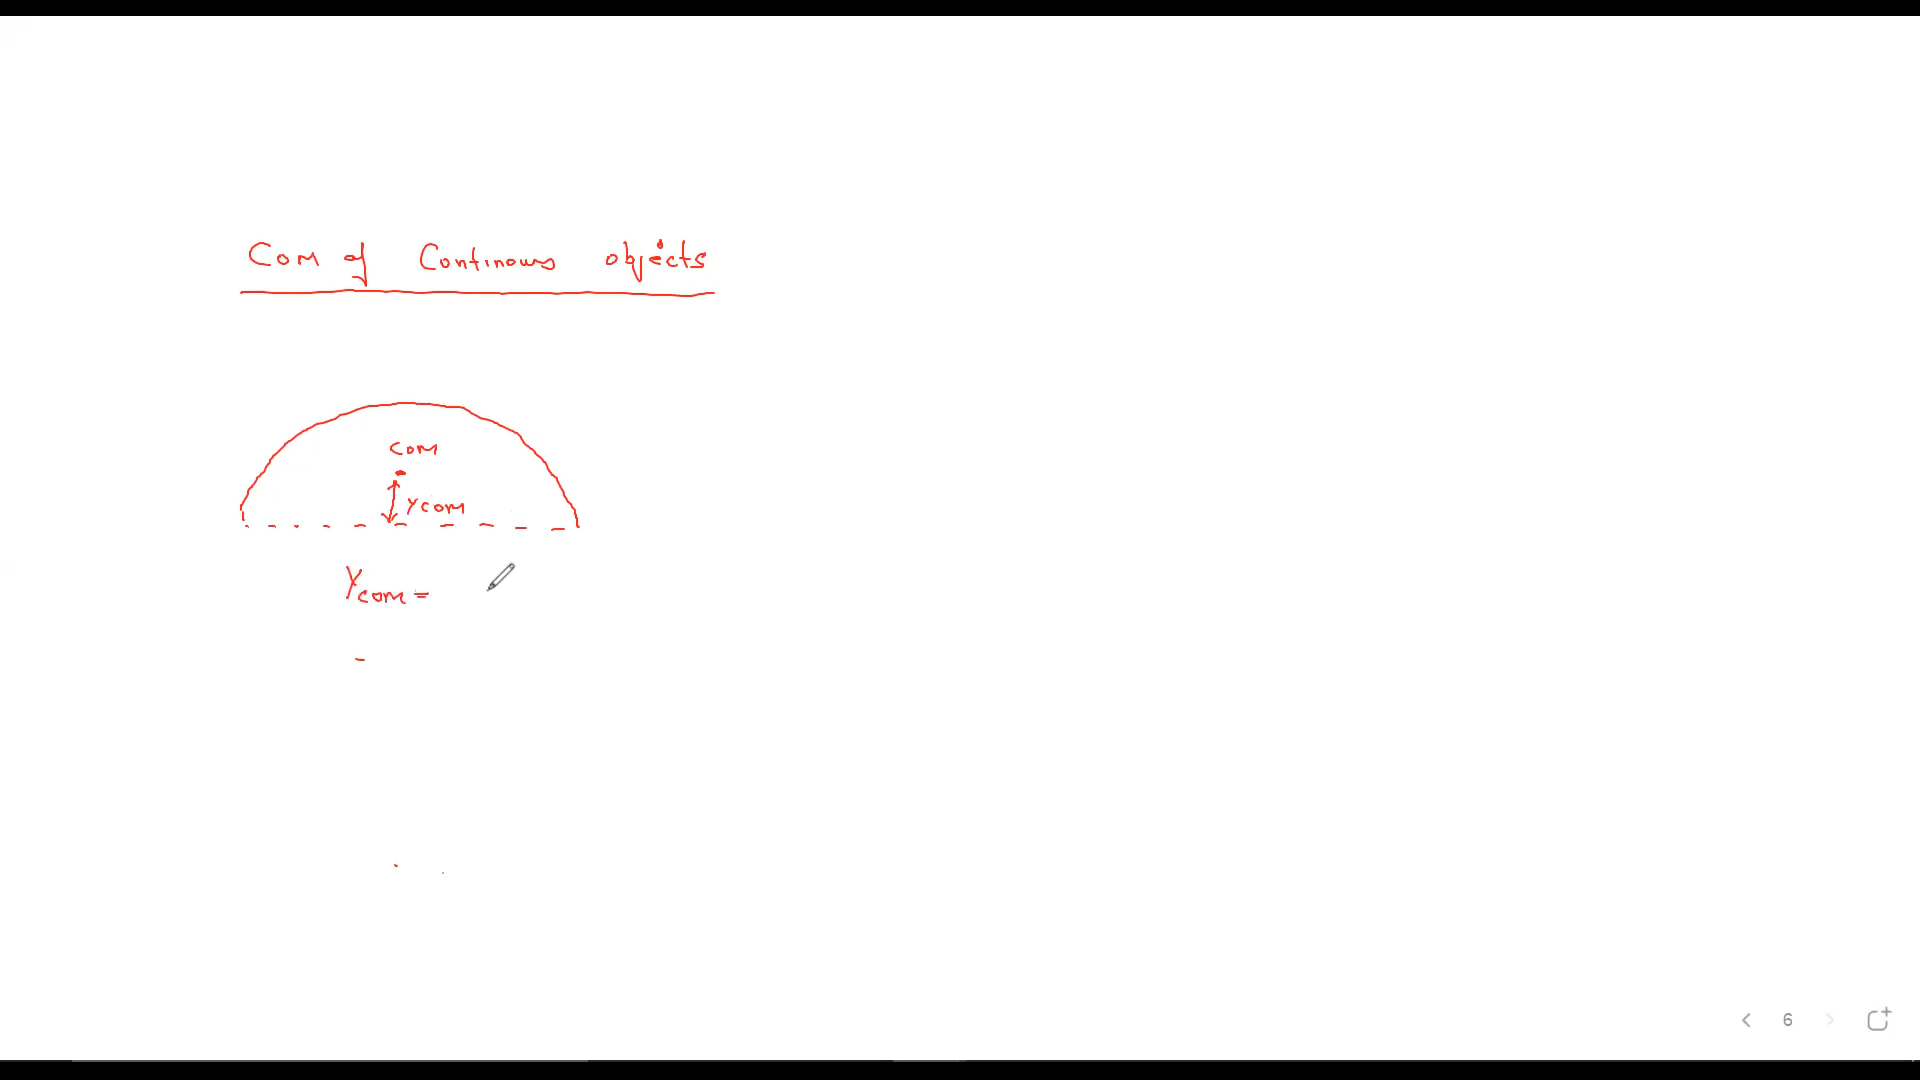 COM of Continous objects
COM
YCOM
YCOM =
-
6